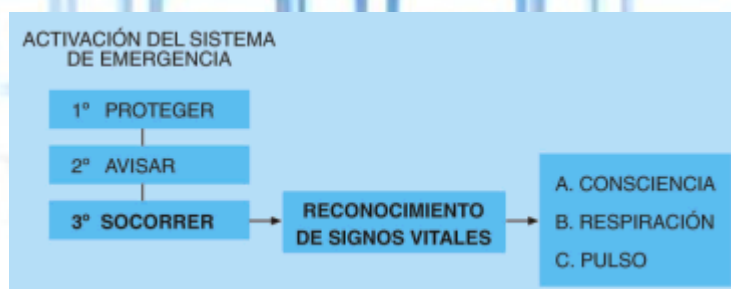 ACTIVACIÓN DEL SISTEMA
DE EMERGENCIA
1º PROTEGER
2º AVISAR
3º SOCORRER
RECONOCIMIENTO
DE SIGNOS VITALES
A. CONSCIENCIA
B. RESPIRACIÓN
C. PULSO